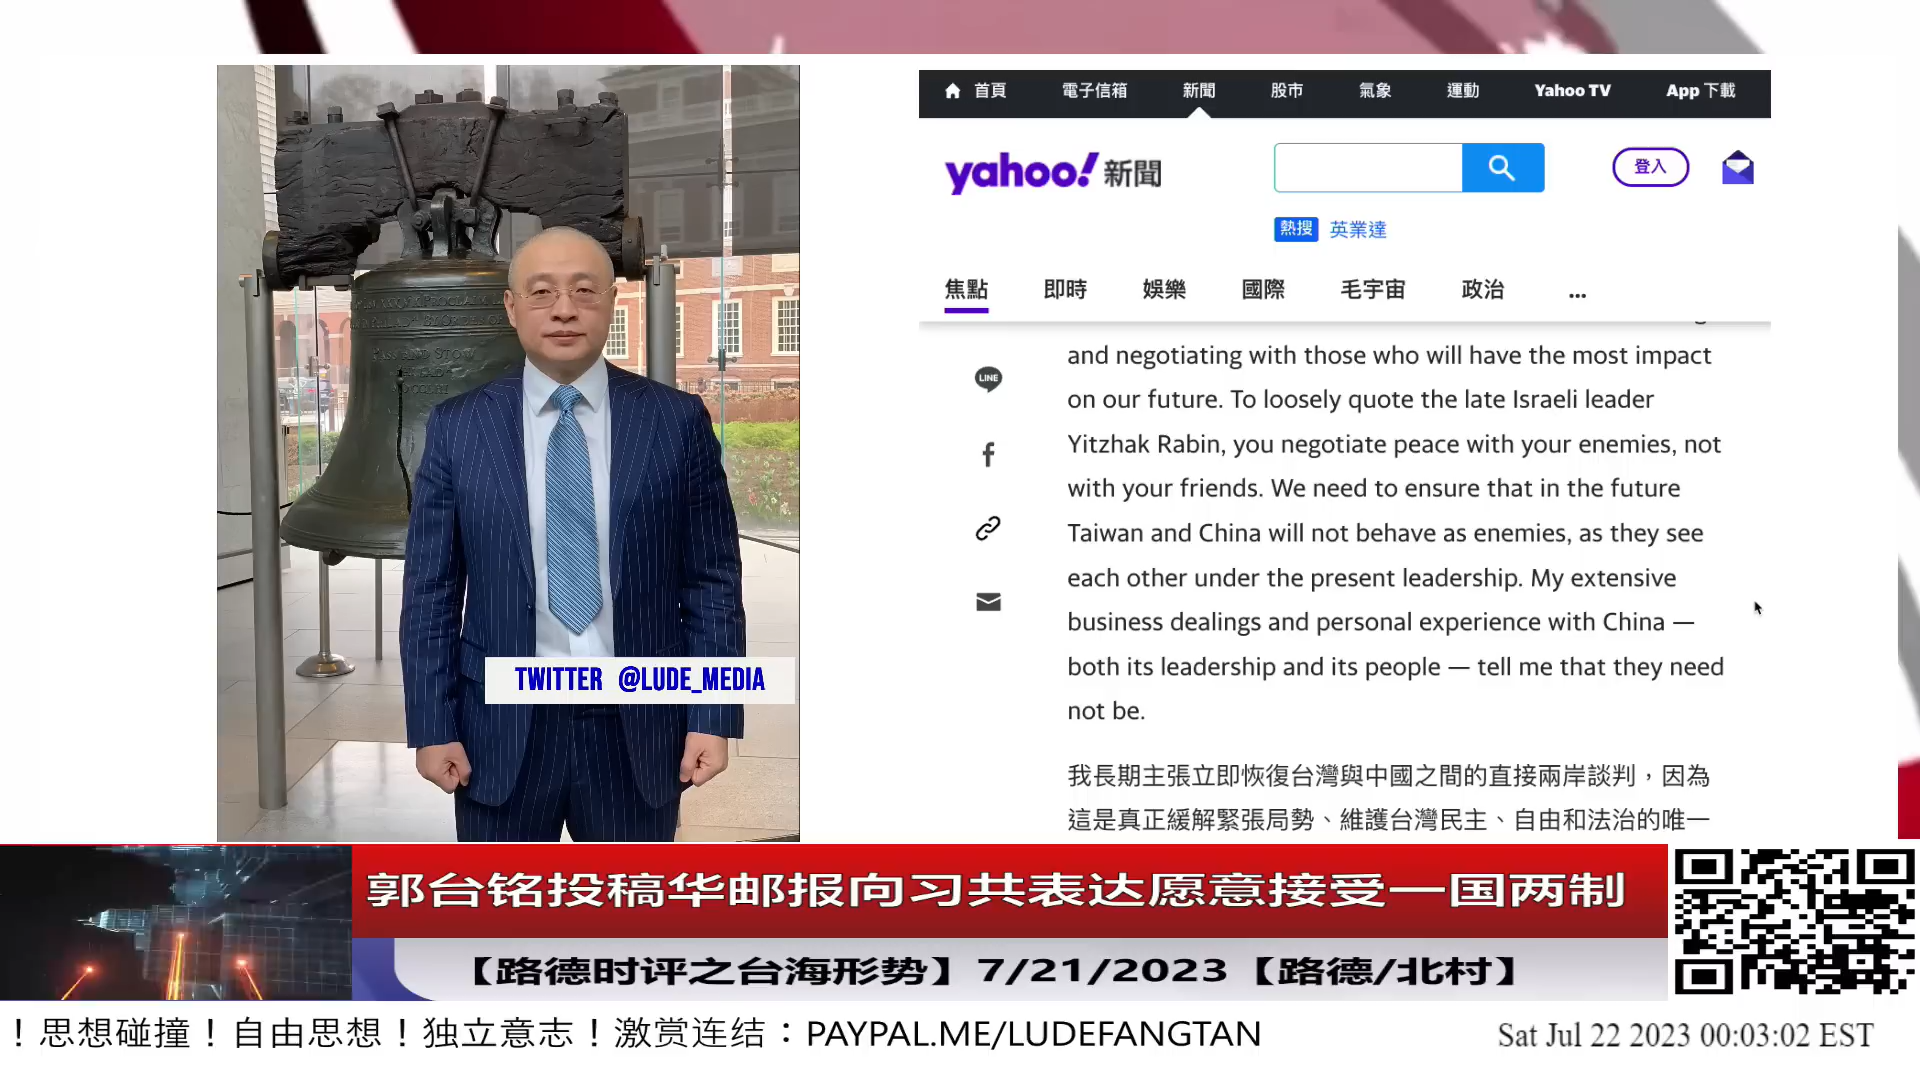 首頁 電子信箱 新聞 股市 氣象 運動 Yahoo TV App 下載
yahoo! 新聞
登入
熱搜 英業達
焦點 即時 娛樂 國際 毛宇宙 政治 ...
LINE
and negotiating with those who will have the most impact
on our future. To loosely quote the late Israeli leader
Yitzhak Rabin, you negotiate peace with your enemies, not
with your friends. We need to ensure that in the future
Taiwan and China will not behave as enemies, as they see
each other under the present leadership. My extensive
business dealings and personal experience with China —
both its leadership and its people — tell me that they need
not be.
我長期主張立即恢復台灣與中國之間的直接兩岸談判，因為
這是真正緩解緊張局勢、維護台灣民主、自由和法治的唯一
PASS AND STOW
TWITTER @LUDE_MEDIA
郭台铭投稿华邮报向习共表达愿意接受一国两制
【路德时评之台海形势】7/21/2023【路德/北村】
！思想碰撞！自由思想！独立意志！激赏连结：PAYPAL.ME/LUDEFANGTAN
Sat Jul 22 2023 00:03:02 EST